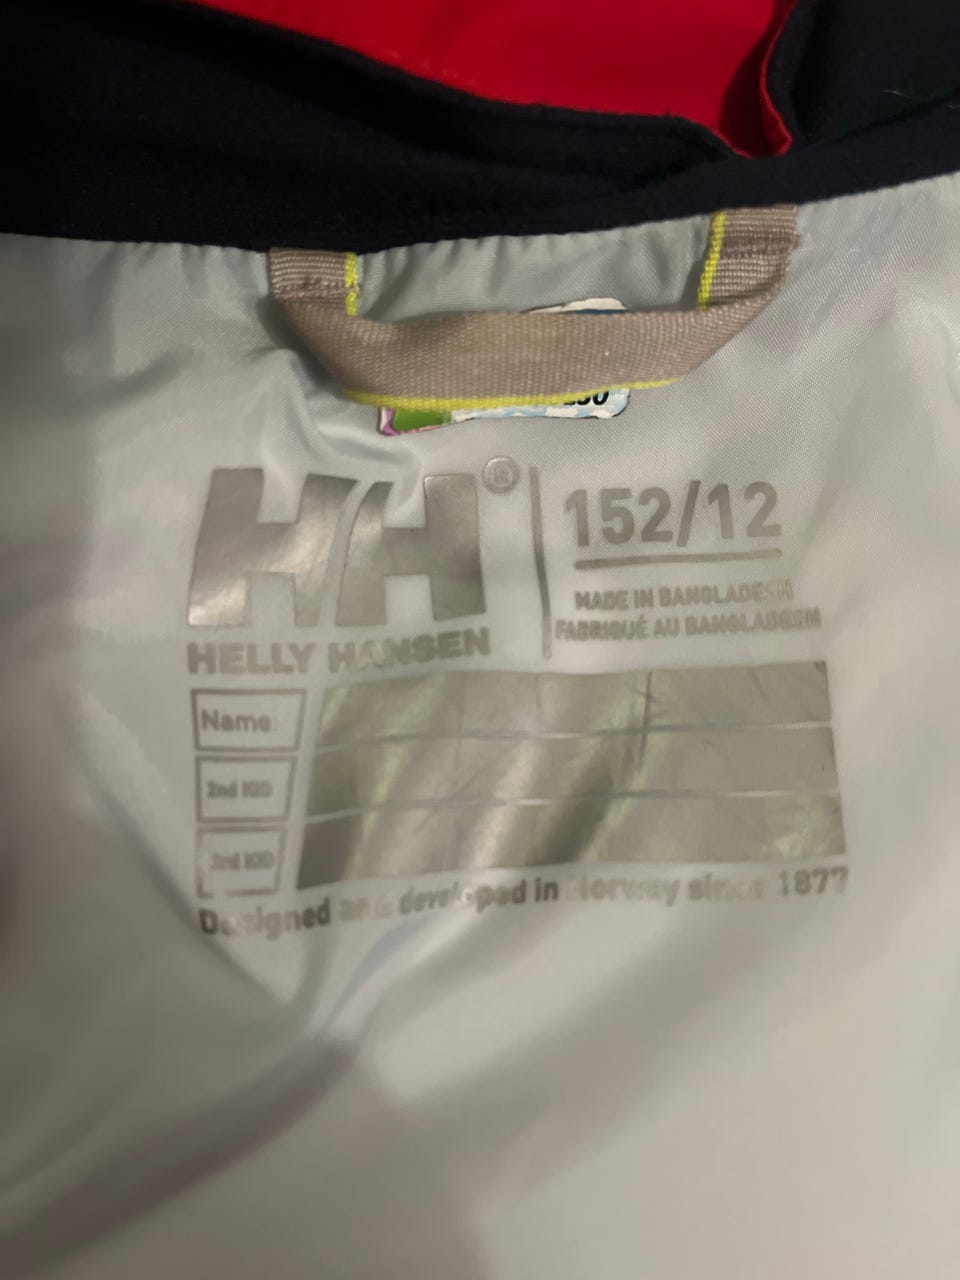 HH®
HELLY HANSEN
152/12
MADE IN BANGLADESH
FABRIQUÉ AU BANGLADESH
Name
2nd KID
3rd KID
Designed and developed in Norway since 1877